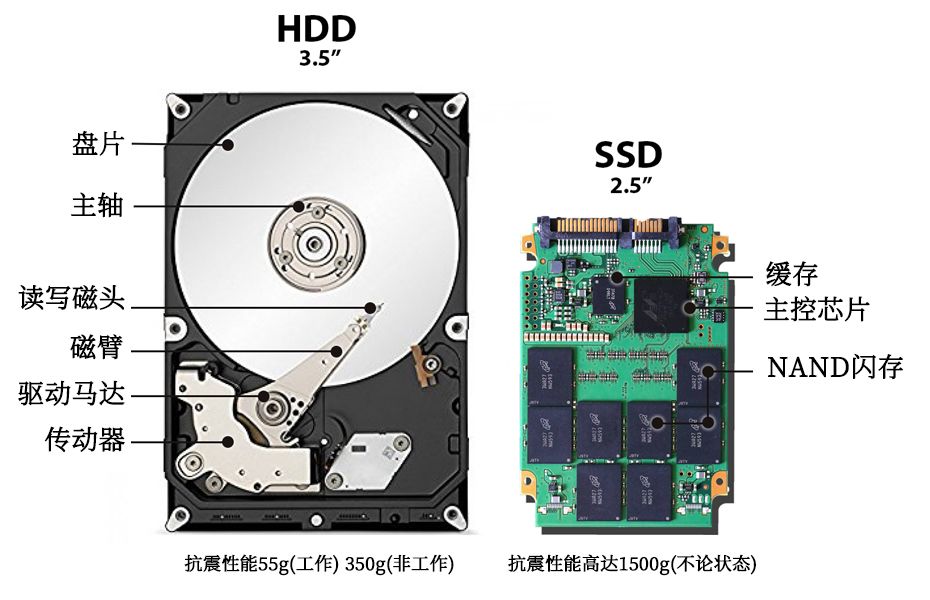 HDD
3.5”
盘片
主轴
读写磁头
磁臂
驱动马达
传动器
抗震性能55g(工作) 350g(非工作)
SSD
2.5”
缓存
主控芯片
NAND闪存
抗震性能高达1500g(不论状态)